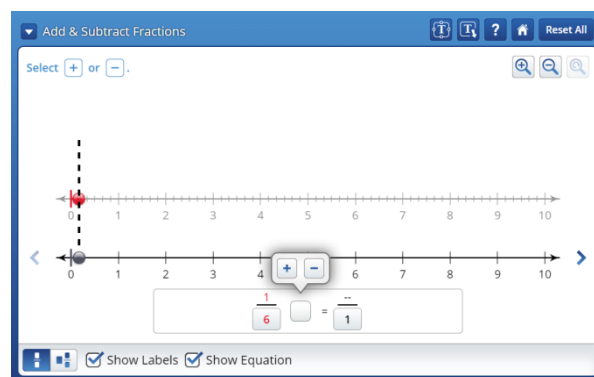 Add & Subtract Fractions T T ? Reset All
Select + or − .
0 1 2 3 4 5 6 7 8 9 10
0 1 2 3 4 6 7 8 9 10
+ −
1 --
6 = 1
Show Labels Show Equation